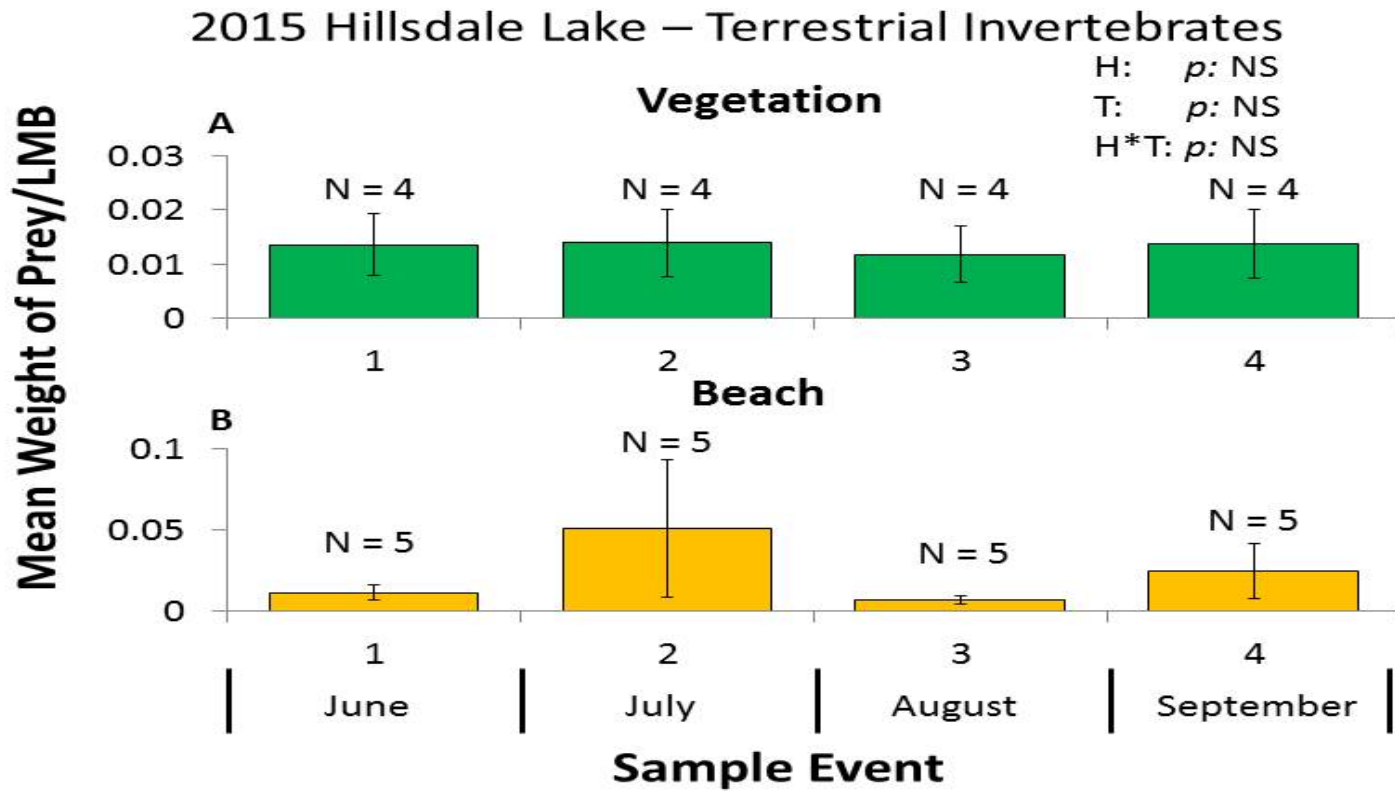 2015 Hillsdale Lake – Terrestrial Invertebrates
H: p: NS
T: p: NS
H*T: p: NS
Vegetation
A
Mean Weight of Prey/LMB
0.03
0.02
0.01
0
N = 4 N = 4 N = 4 N = 4
1 2 3 4
Beach
B
0.1
0.05
0
N = 5 N = 5 N = 5 N = 5
1 2 3 4
June July August September
Sample Event